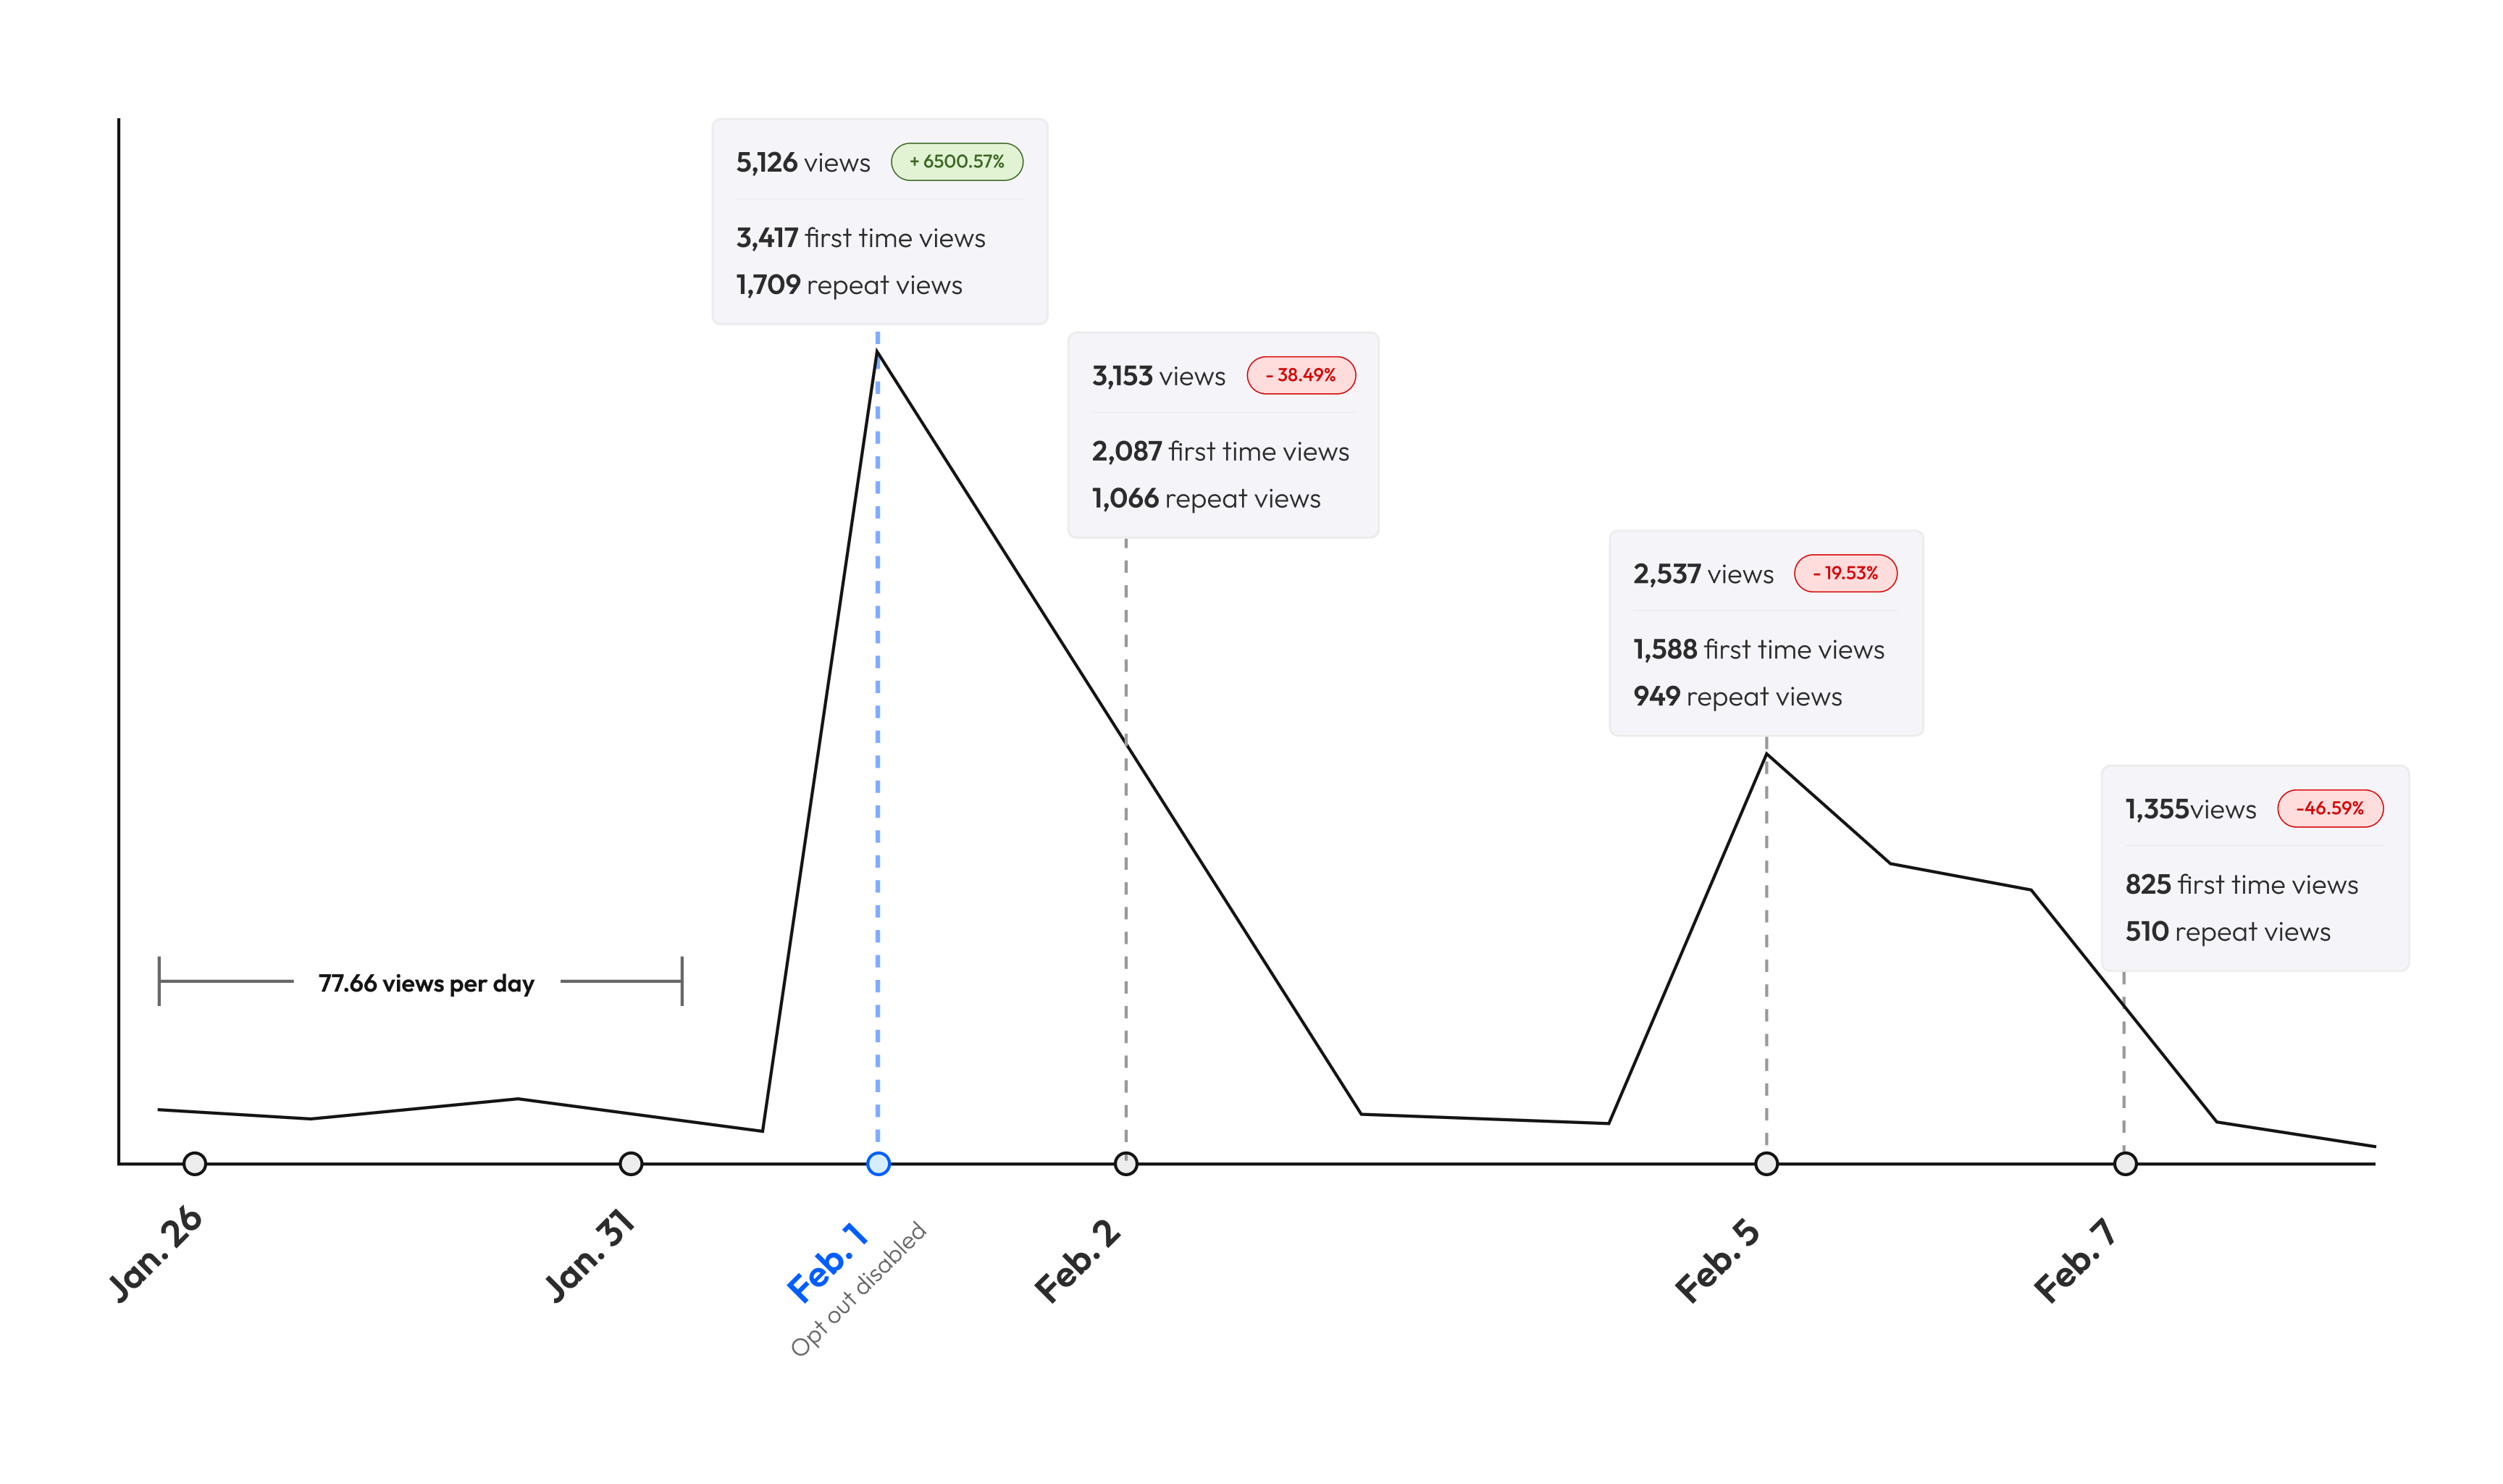 5,126 views + 6500.57%
3,417 first time views
1,709 repeat views
3,153 views - 38.49%
2,087 first time views
1,066 repeat views
2,537 views - 19.53%
1,588 first time views
949 repeat views
1,355views -46.59%
825 first time views
510 repeat views
77.66 views per day
Jan. 26
Jan. 31
Feb. 1
Opt out disabled
Feb. 2
Feb. 5
Feb. 7